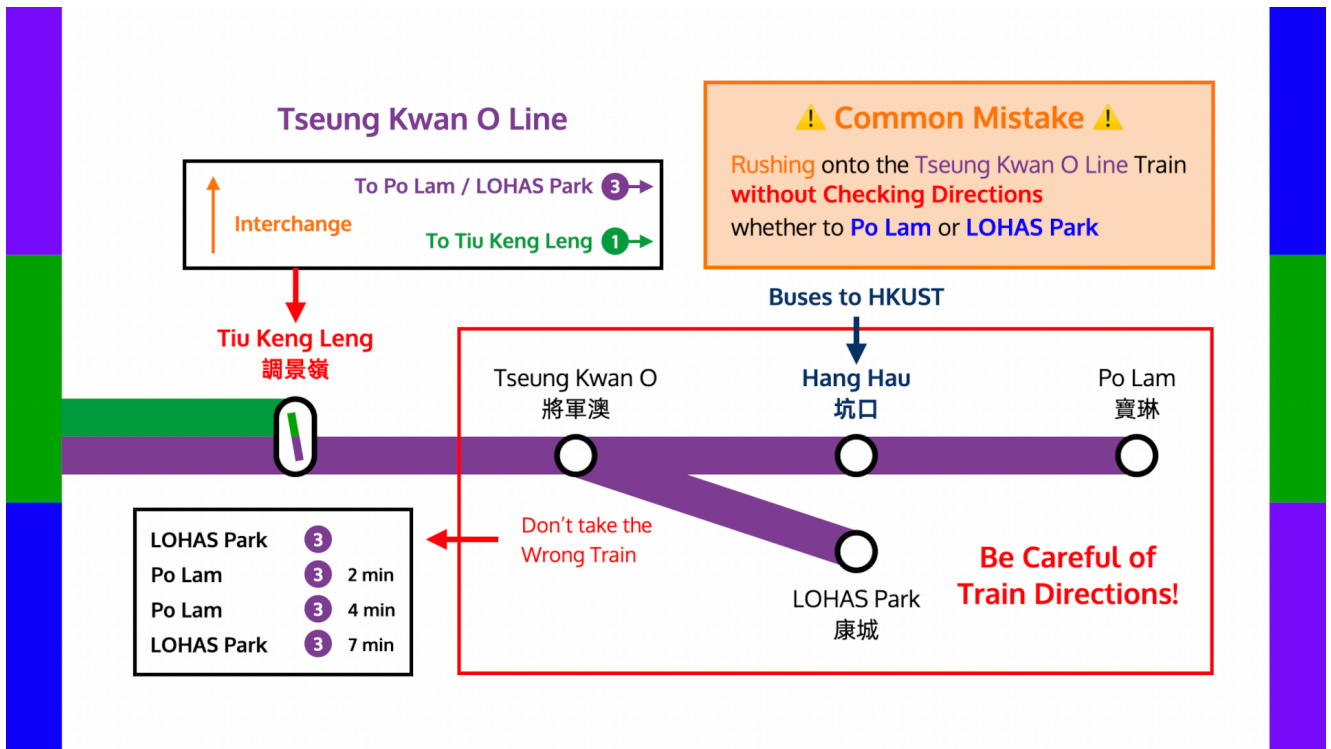 Tseung Kwan O Line
To Po Lam / LOHAS Park 3
Interchange
To Tiu Keng Leng 1
⚠️ Common Mistake ⚠️
Rushing onto the Tseung Kwan O Line Train
without Checking Directions
whether to Po Lam or LOHAS Park
Buses to HKUST
Tiu Keng Leng
調景嶺
Tseung Kwan O
將軍澳
Hang Hau
坑口
Po Lam
寶琳
LOHAS Park 3
Po Lam 3 2 min
Po Lam 3 4 min
LOHAS Park 3 7 min
Don't take the
Wrong Train
LOHAS Park
康城
Be Careful of
Train Directions!